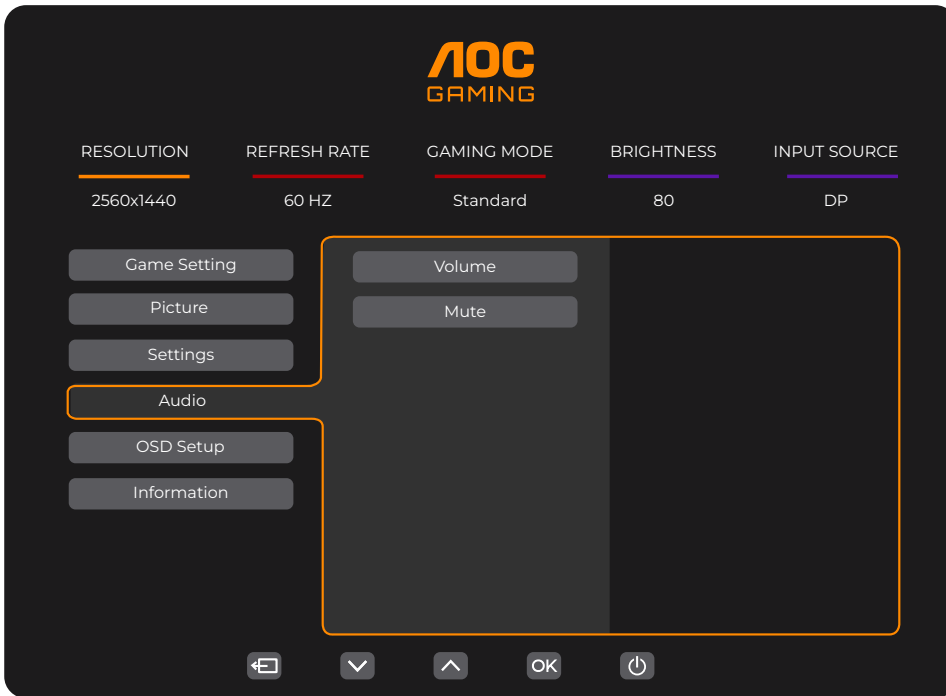 AOC
GAMING
RESOLUTION REFRESH RATE GAMING MODE BRIGHTNESS INPUT SOURCE
2560x1440 60 HZ Standard 80 DP
Game Setting
Volume
Picture
Mute
Settings
Audio
OSD Setup
Information
OK